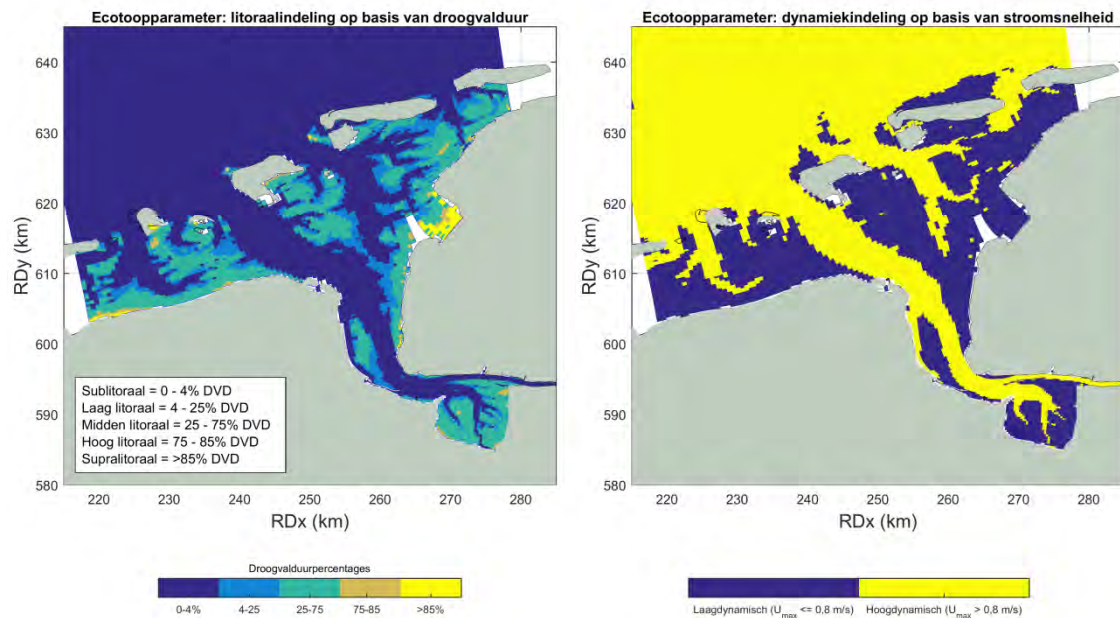 Ecotoopparameter: litoraalindeling op basis van droogvalduur
640
630
620
610
600
590
580
RDy (km)
Sublitoraal = 0 - 4% DVD
Laag litoraal = 4 - 25% DVD
Midden litoraal = 25 - 75% DVD
Hoog litoraal = 75 - 85% DVD
Supralitoraal = >85% DVD
220 230 240 250 260 270 280
RDx (km)
Droogvalduurpercentages
0-4% 4-25 25-75 75-85 >85%
Ecotoopparameter: dynamiekindeling op basis van stroomsnelheid
640
630
620
610
600
590
580
RDy (km)
220 230 240 250 260 270 280
RDx (km)
Laagdynamisch (Umax <= 0,8 m/s) Hoogdynamisch (Umax > 0,8 m/s)